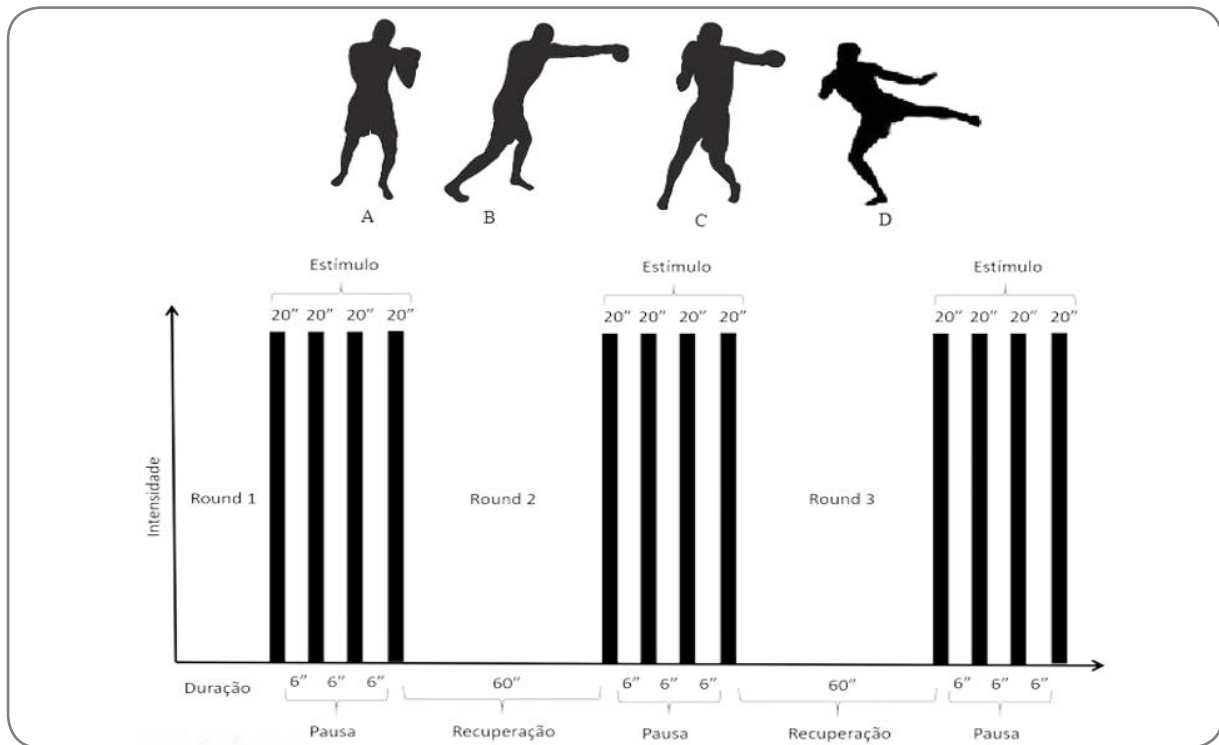 A B C D
Estímulo Estímulo Estímulo
20” 20” 20” 20” 20” 20” 20” 20” 20” 20” 20” 20”
Intensidade
Round 1 Round 2 Round 3
Duração 6” 6” 6” 60” 6” 6” 6” 60” 6” 6” 6”
Pausa Recuperação Pausa Recuperação Pausa